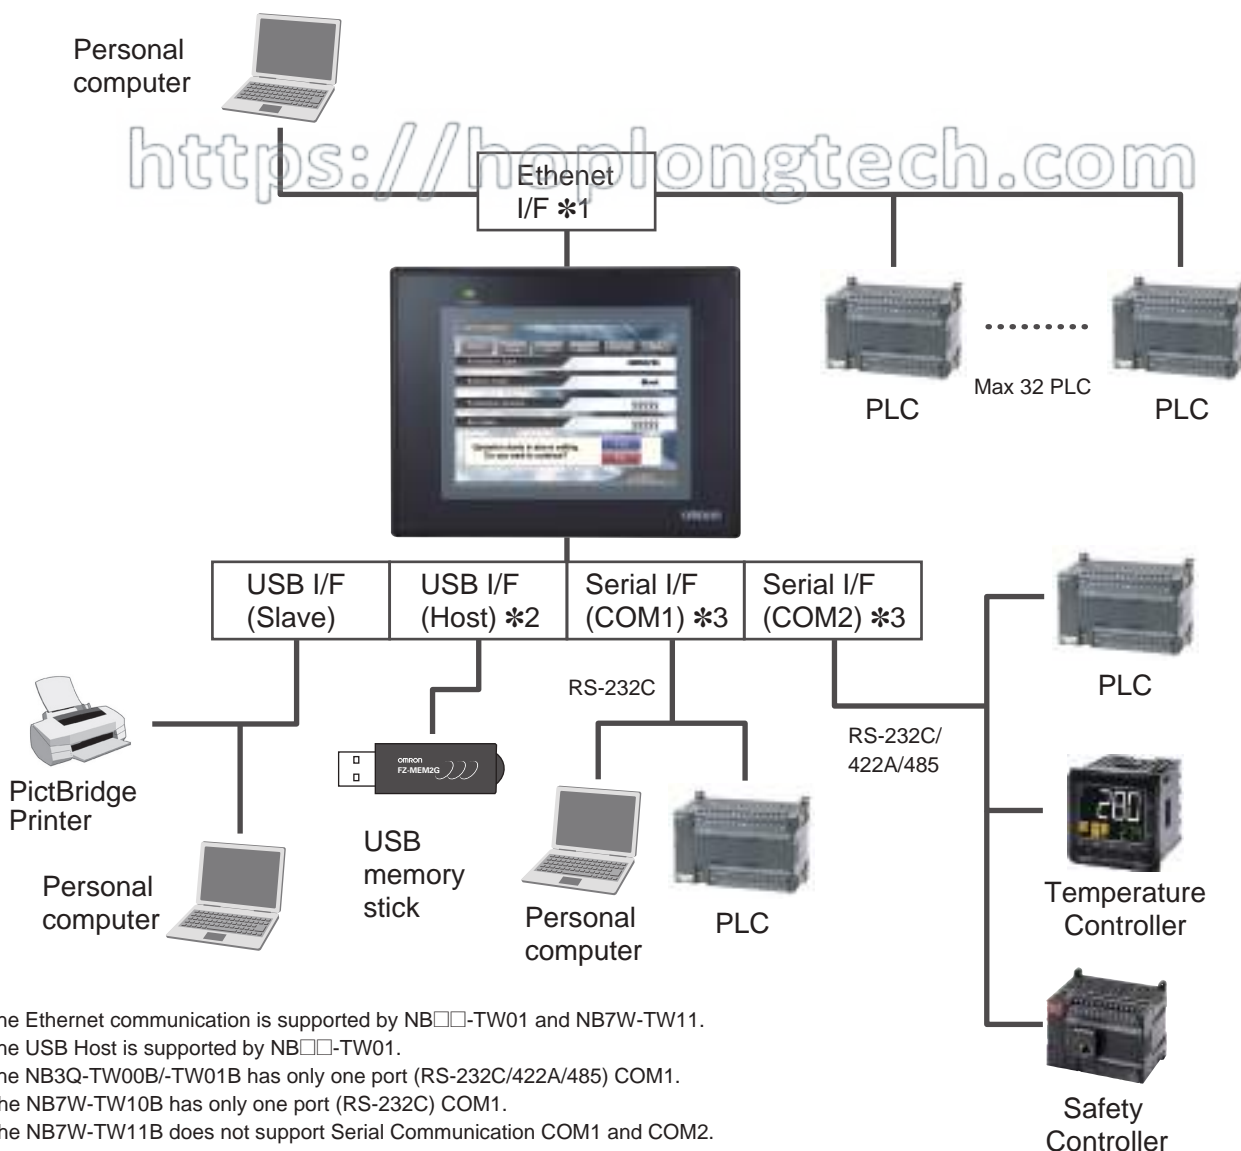 Personal
computer
https://hoplongtech.com
Ethenet
I/F ✽1
PLC
Max 32 PLC
PLC
omron
USB I/F
(Slave)
USB I/F
(Host) ✽2
Serial I/F
(COM1) ✽3
Serial I/F
(COM2) ✽3
RS-232C
RS-232C/
422A/485
PLC
PictBridge
Printer
OMRON
FZ-MEM2G
280
Personal
computer
USB
memory
stick
Personal
computer
PLC
Temperature
Controller
Safety
Controller
he Ethernet communication is supported by NB□□-TW01 and NB7W-TW11.
he USB Host is supported by NB□□-TW01.
he NB3Q-TW00B/-TW01B has only one port (RS-232C/422A/485) COM1.
he NB7W-TW10B has only one port (RS-232C) COM1.
he NB7W-TW11B does not support Serial Communication COM1 and COM2.